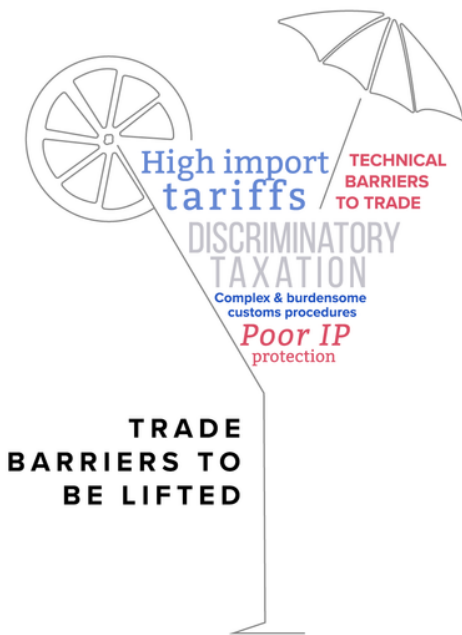 High import
tariffs
TECHNICAL
BARRIERS
TO TRADE
DISCRIMINATORY
TAXATION
Complex & burdensome
customs procedures
Poor IP
protection
TRADE
BARRIERS TO
BE LIFTED